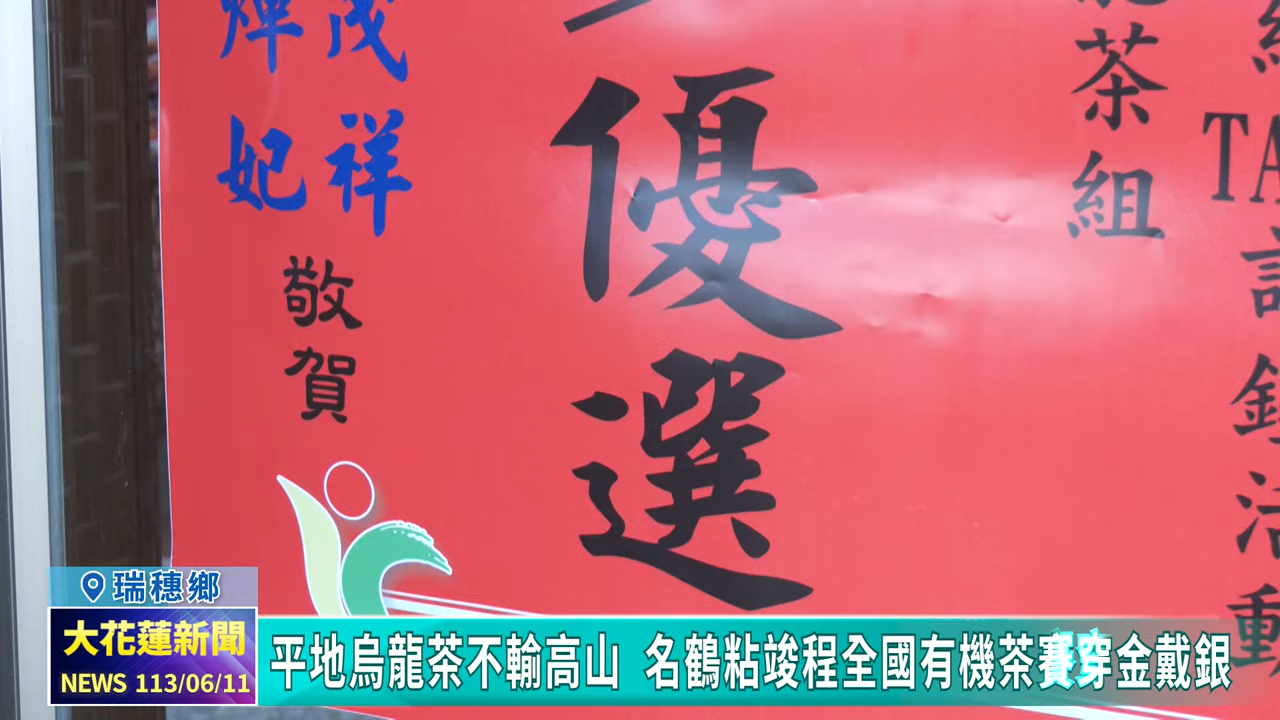 茶組
TA
優選
茂祥
妃
敬賀
瑞穗鄉
大花蓮新聞
NEWS 113/06/11
平地烏龍茶不輸高山 名鶴粘竣程全國有機茶賽穿金戴銀